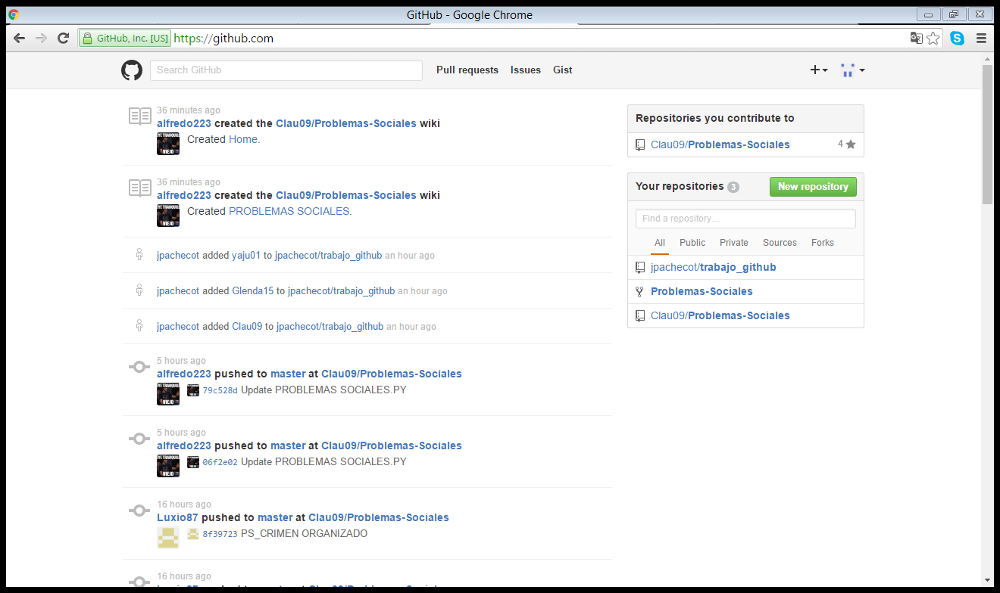 GitHub - Google Chrome
GitHub, Inc. [US] https://github.com
Search GitHub Pull requests Issues Gist
36 minutes ago
alfredo223 created the Clau09/Problemas-Sociales wiki
Created Home.
VIEJO
36 minutes ago
alfredo223 created the Clau09/Problemas-Sociales wiki
Created PROBLEMAS SOCIALES.
VIEJO
jpachecot added yaju01 to jpachecot/trabajo_github an hour ago
jpachecot added Glenda15 to jpachecot/trabajo_github an hour ago
jpachecot added Clau09 to jpachecot/trabajo_github an hour ago
5 hours ago
alfredo223 pushed to master at Clau09/Problemas-Sociales
79c528d Update PROBLEMAS SOCIALES.PY
VIEJO
5 hours ago
alfredo223 pushed to master at Clau09/Problemas-Sociales
06f2e02 Update PROBLEMAS SOCIALES.PY
VIEJO
16 hours ago
Luxio87 pushed to master at Clau09/Problemas-Sociales
8f39723 PS_CRIMEN ORGANIZADO
16 hours ago
Repositories you contribute to
Clau09/Problemas-Sociales 4
Your repositories 3 New repository
Find a repository...
All Public Private Sources Forks
jpachecot/trabajo_github
Problemas-Sociales
Clau09/Problemas-Sociales